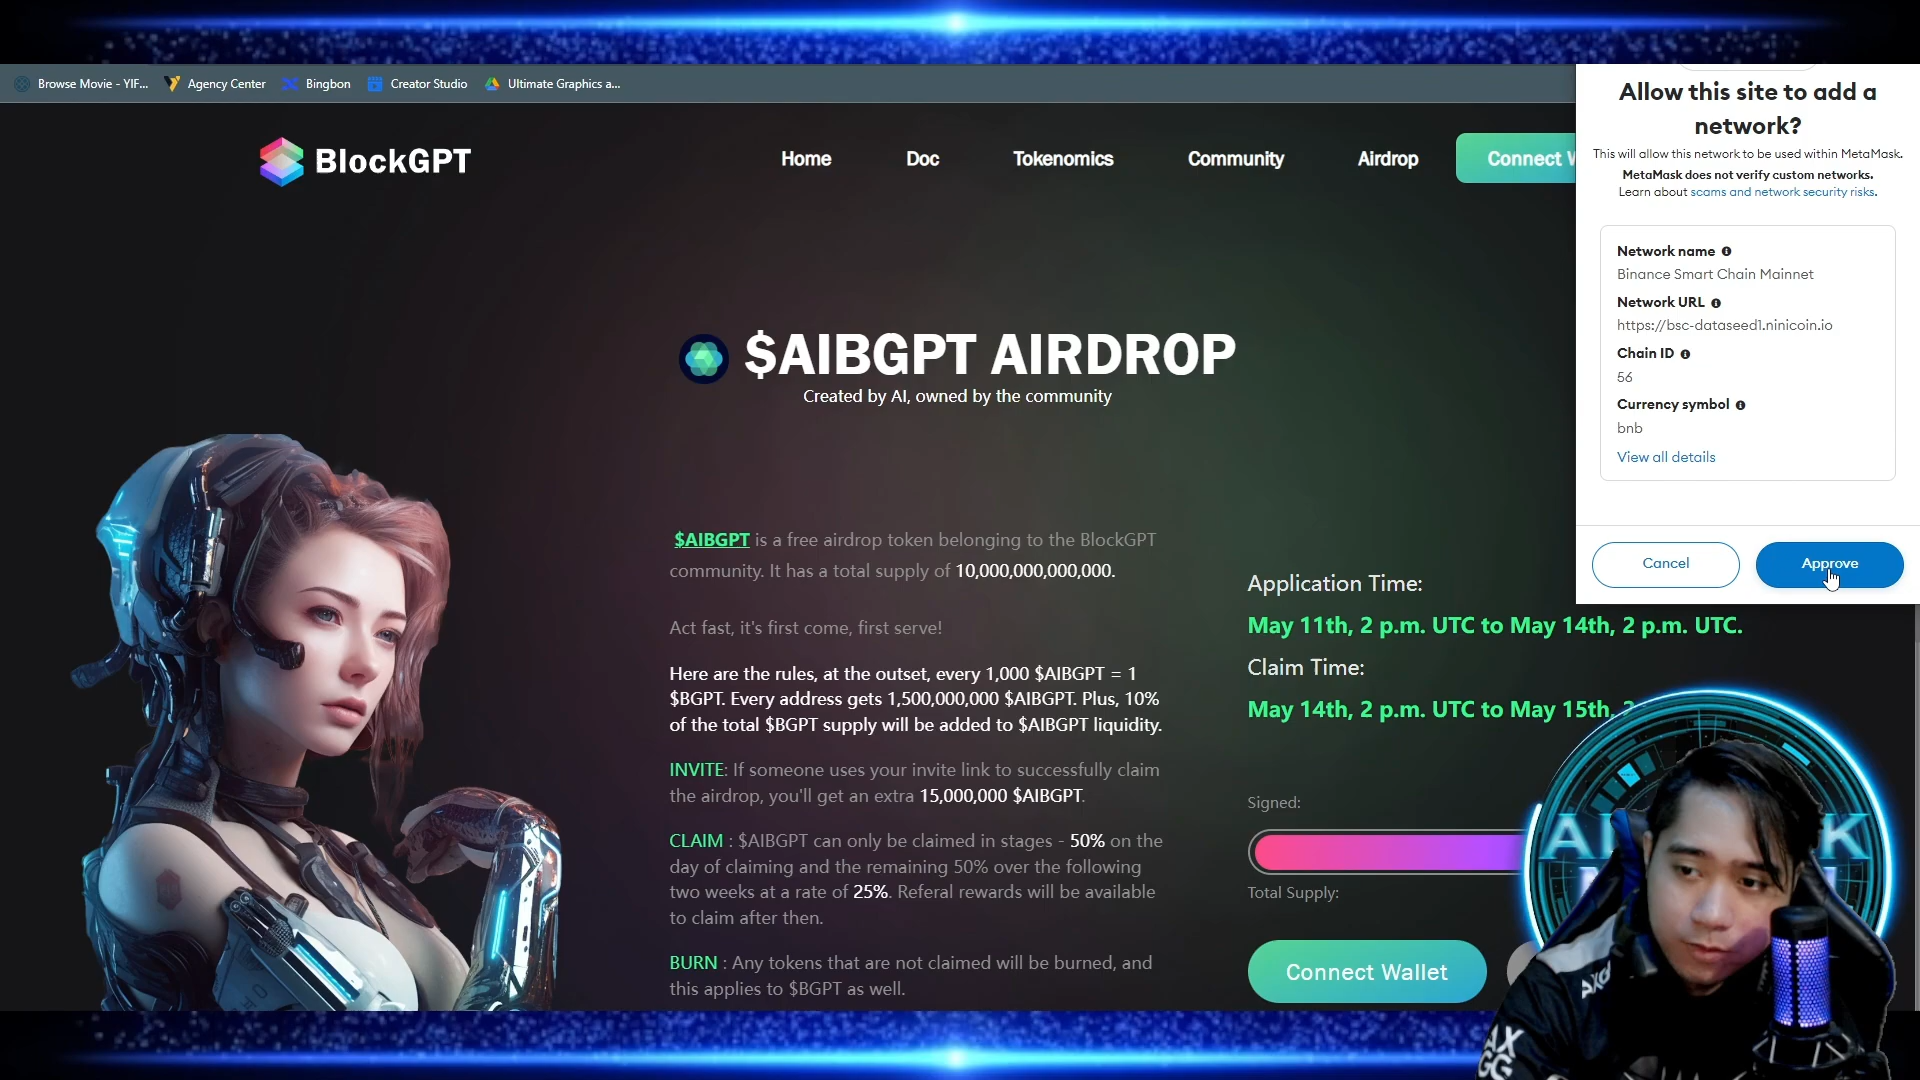 Browse Movie - YIF...
Agency Center
Bingbon
Creator Studio
Ultimate Graphics a...
BlockGPT
Home
Doc
Tokenomics
Community
Airdrop
Connect W
$AIBGPT AIRDROP
Created by AI, owned by the community
$AIBGPT is a free airdrop token belonging to the BlockGPT
community. It has a total supply of 10,000,000,000,000.
Act fast, it's first come, first serve!
Here are the rules, at the outset, every 1,000 $AIBGPT = 1
$BGPT. Every address gets 1,500,000,000 $AIBGPT. Plus, 10%
of the total $BGPT supply will be added to $AIBGPT liquidity.
INVITE: If someone uses your invite link to successfully claim
the airdrop, you'll get an extra 15,000,000 $AIBGPT.
CLAIM : $AIBGPT can only be claimed in stages - 50% on the
day of claiming and the remaining 50% over the following
two weeks at a rate of 25%. Referal rewards will be available
to claim after then.
BURN : Any tokens that are not claimed will be burned, and
this applies to $BGPT as well.
Application Time:
May 11th, 2 p.m. UTC to May 14th, 2 p.m. UTC.
Claim Time:
May 14th, 2 p.m. UTC to May 15th, 2
Signed:
Total Supply:
Connect Wallet
Allow this site to add a
network?
This will allow this network to be used within MetaMask.
MetaMask does not verify custom networks.
Learn about scams and network security risks.
Network name
Binance Smart Chain Mainnet
Network URL
https://bsc-dataseed1.ninicoin.io
Chain ID
56
Currency symbol
bnb
View all details
Cancel
Approve